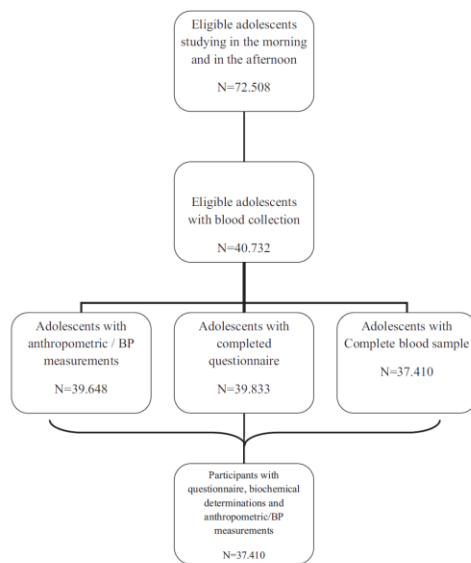 Eligible adolescents
studying in the morning
and in the afternoon
N=72.508
Eligible adolescents
with blood collection
N=40.732
Adolescents with
anthropometric / BP
measurements
N=39.648
Adolescents with
completed
questionnaire
N=39.833
Adolescents with
Complete blood sample
N=37.410
Participants with
questionnaire, biochemical
determinations and
anthropometric/BP
measurements
N=37.410